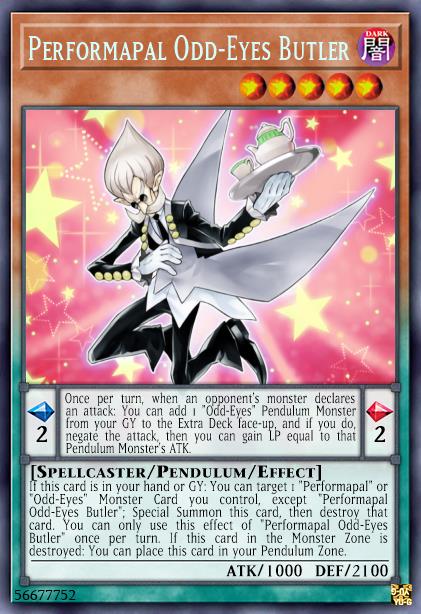 Performapal Odd-Eyes Butler
DARK
闇
Once per turn, when an opponent's monster declares
an attack: You can add 1 "Odd-Eyes" Pendulum Monster
from your GY to the Extra Deck face-up, and if you do,
negate the attack, then you can gain LP equal to that
Pendulum Monster's ATK.
2
2
[Spellcaster/Pendulum/Effect]
If this card is in your hand or GY: You can target 1 "Performapal" or
"Odd-Eyes" Monster Card you control, except "Performapal
Odd-Eyes Butler"; Special Summon this card, then destroy that
card. You can only use this effect of "Performapal Odd-Eyes
Butler" once per turn. If this card in the Monster Zone is
destroyed: You can place this card in your Pendulum Zone.
ATK/1000 DEF/2100
56677752